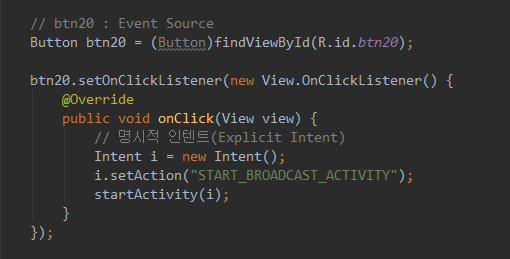 // btn20 : Event Source
Button btn20 = (Button)findViewById(R.id.btn20);
btn20.setOnClickListener(new View.OnClickListener() {
@Override
public void onClick(View view) {
// 명시적 인텐트(Explicit Intent)
Intent i = new Intent();
i.setAction("START_BROADCAST_ACTIVITY");
startActivity(i);
}
});